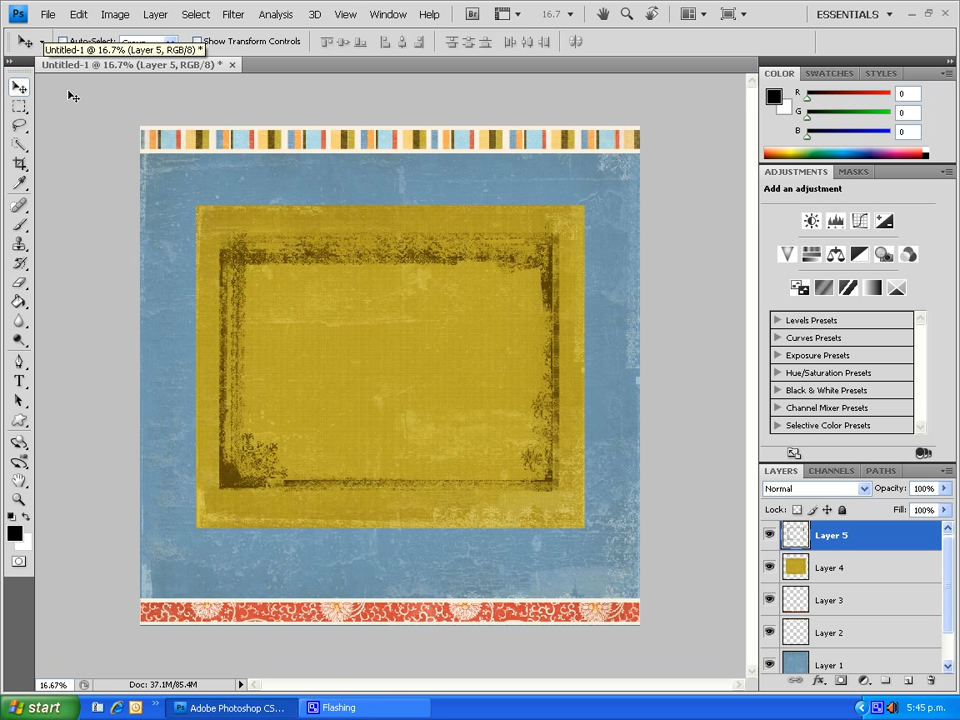 Ps File Edit Image Layer Select Filter Analysis 3D View Window Help Br 16.7 ESSENTIALS
Show Transform Controls
Untitled-1 @ 16.7% (Layer 5, RGB/8) *
Untitled-1 @ 16.7% (Layer 5, RGB/8) * ×
COLOR SWATCHES STYLES
R 0
G 0
B 0
ADJUSTMENTS MASKS
Add an adjustment
Levels Presets
Curves Presets
Exposure Presets
Hue/Saturation Presets
Black & White Presets
Channel Mixer Presets
Selective Color Presets
LAYERS CHANNELS PATHS
Normal Opacity: 100%
Lock: Fill: 100%
Layer 5
Layer 4
Layer 3
Layer 2
Layer 1
16.67% Doc: 37.1M/85.4M
start Adobe Photoshop CS... Flashing 5:45 p.m.